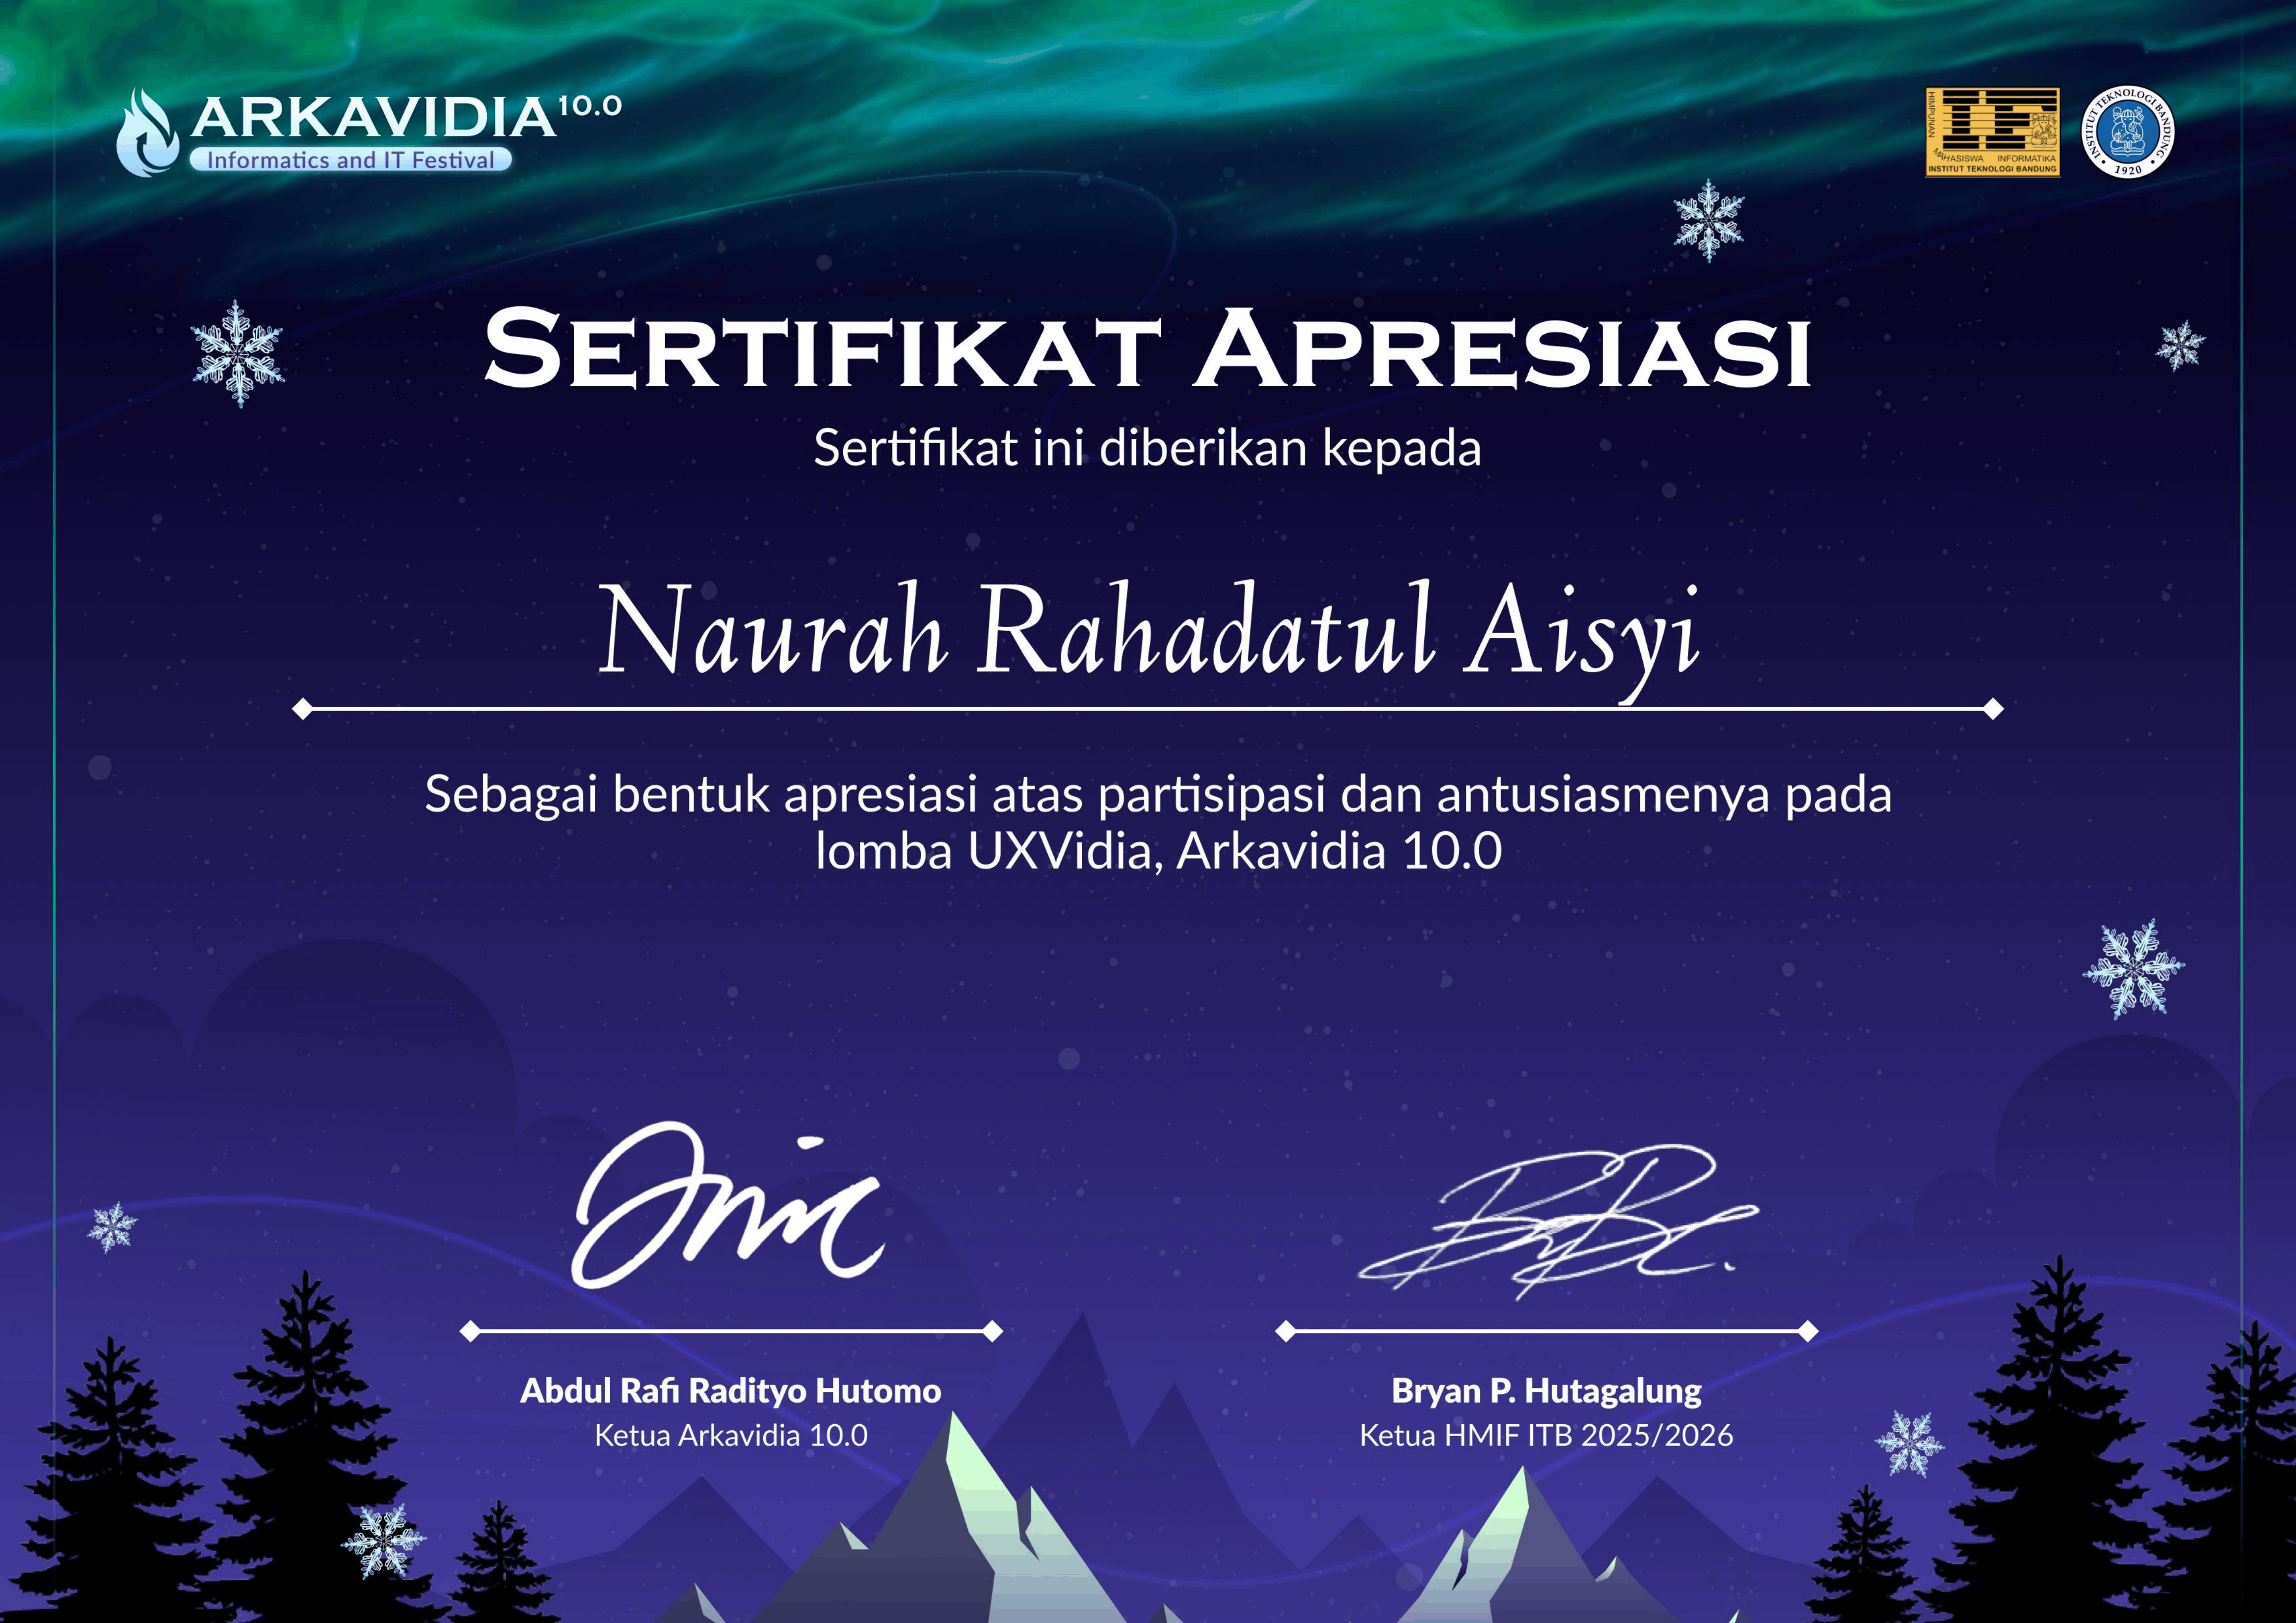 ARKAVIDIA 10.0
Informatics and IT Festival
HIMPUNAN
MAHASISWA INFORMATIKA
INSTITUT TEKNOLOGI BANDUNG
INSTITUT TEKNOLOGI BANDUNG
1920
SERTIFIKAT APRESIASI
Sertifikat ini diberikan kepada
Naurah Rahadatul Aisyi
Sebagai bentuk apresiasi atas partisipasi dan antusiasmenya pada
lomba UXVidia, Arkavidia 10.0
Abdul Rafi Radityo Hutomo
Ketua Arkavidia 10.0
Bryan P. Hutagalung
Ketua HMIF ITB 2025/2026